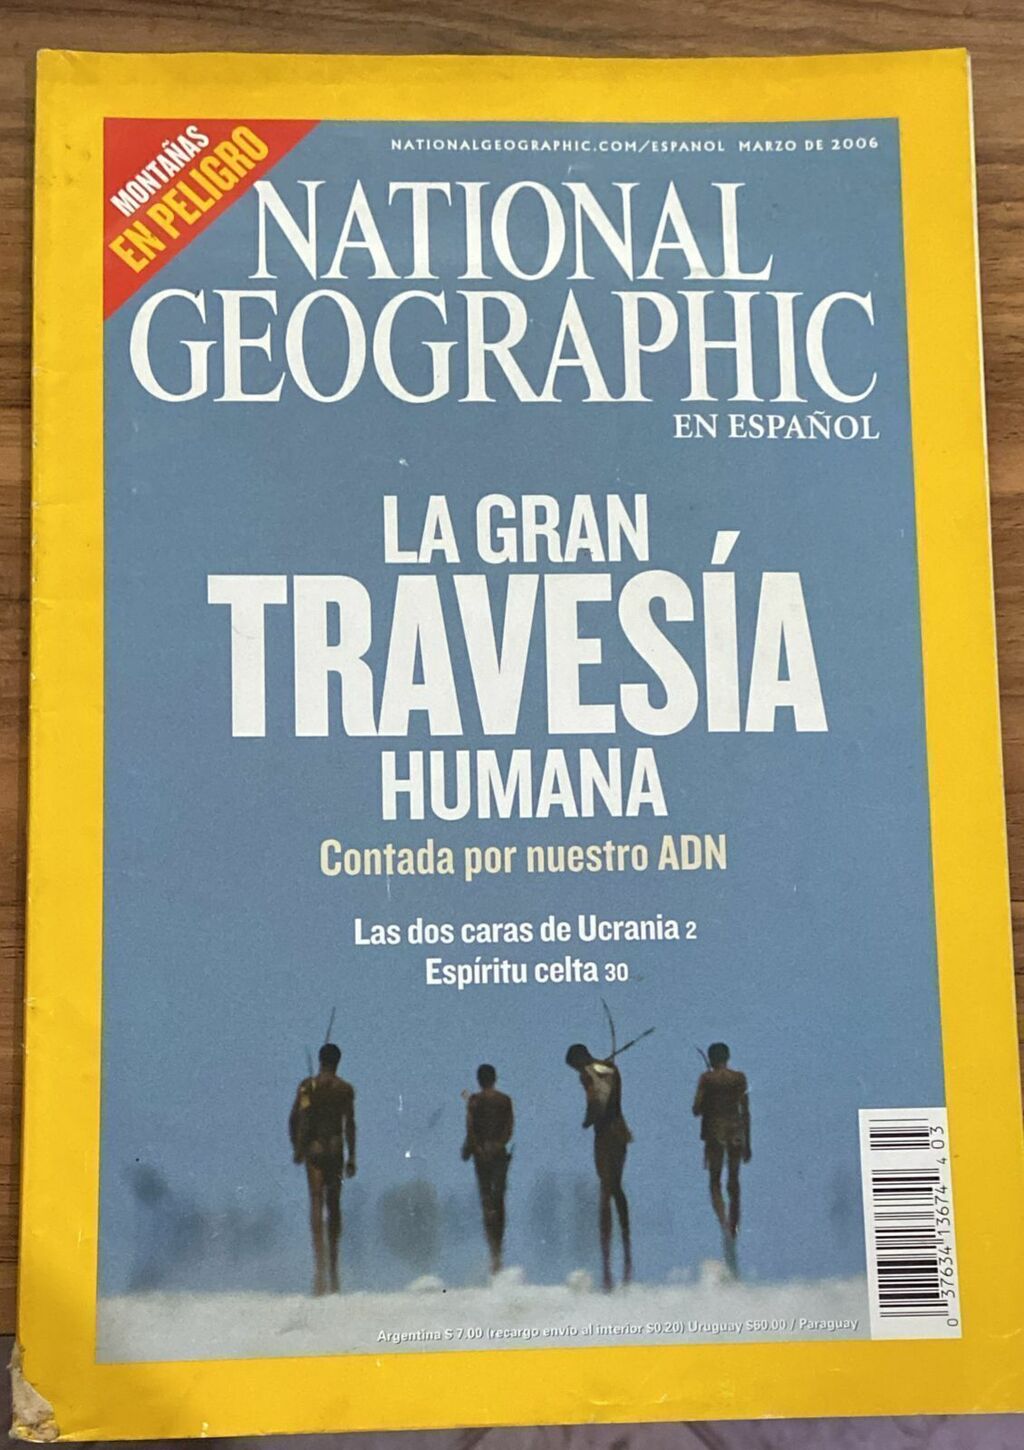 MONTAÑAS
EN PELIGRO
NATIONALGEOGRAPHIC.COM/ESPANOL MARZO DE 2006
NATIONAL
GEOGRAPHIC
EN ESPAÑOL
LA GRAN
TRAVESÍA
HUMANA
Contada por nuestro ADN
Las dos caras de Ucrania 2
Espíritu celta 30
Argentina $ 7.00 (recargo envío al interior $0.20) Uruguay $60.00 / Paraguay
0 37634 13674 4 03